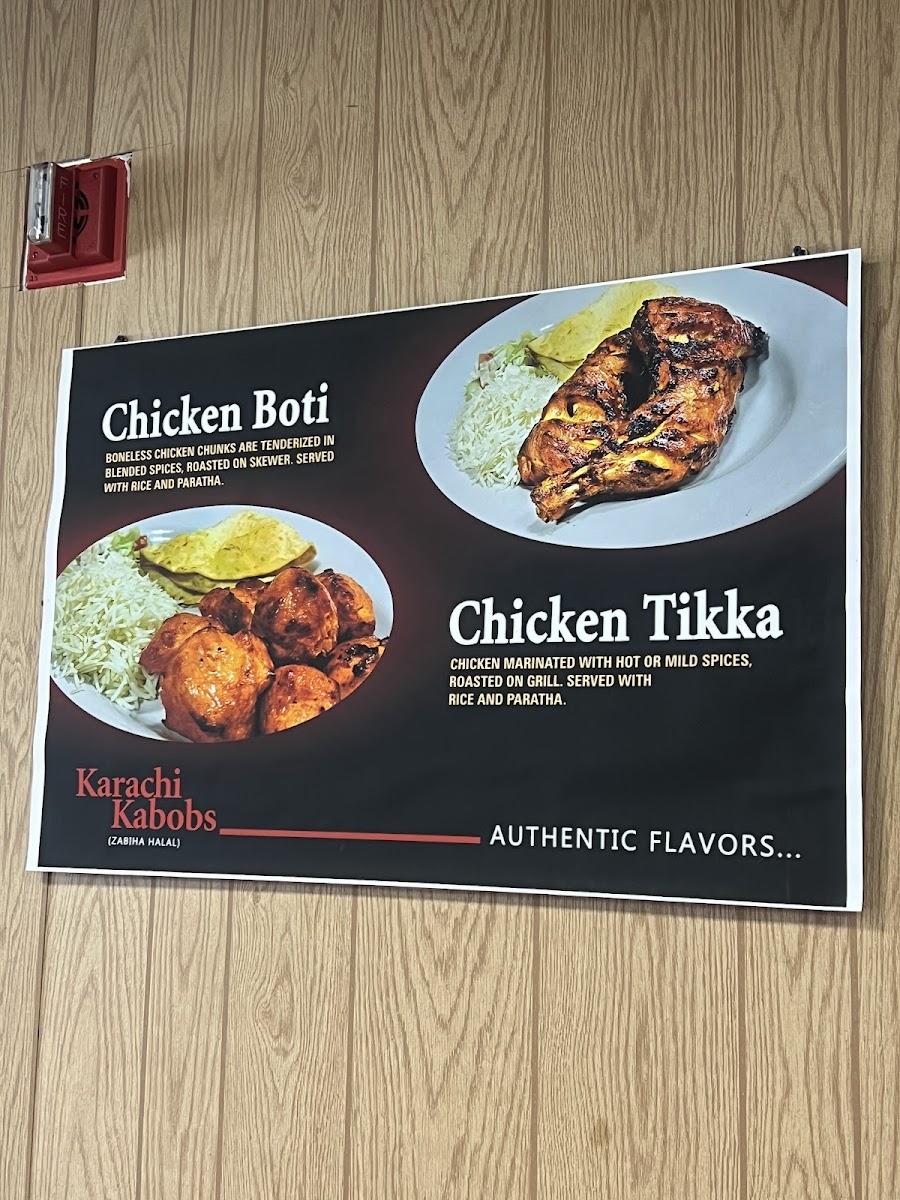 FIRE
Chicken Boti
BONELESS CHICKEN CHUNKS ARE TENDERIZED IN
BLENDED SPICES, ROASTED ON SKEWER. SERVED
WITH RICE AND PARATHA.
Chicken Tikka
CHICKEN MARINATED WITH HOT OR MILD SPICES,
ROASTED ON GRILL. SERVED WITH
RICE AND PARATHA.
Karachi
Kabobs
(ZABIHA HALAL)
AUTHENTIC FLAVORS...